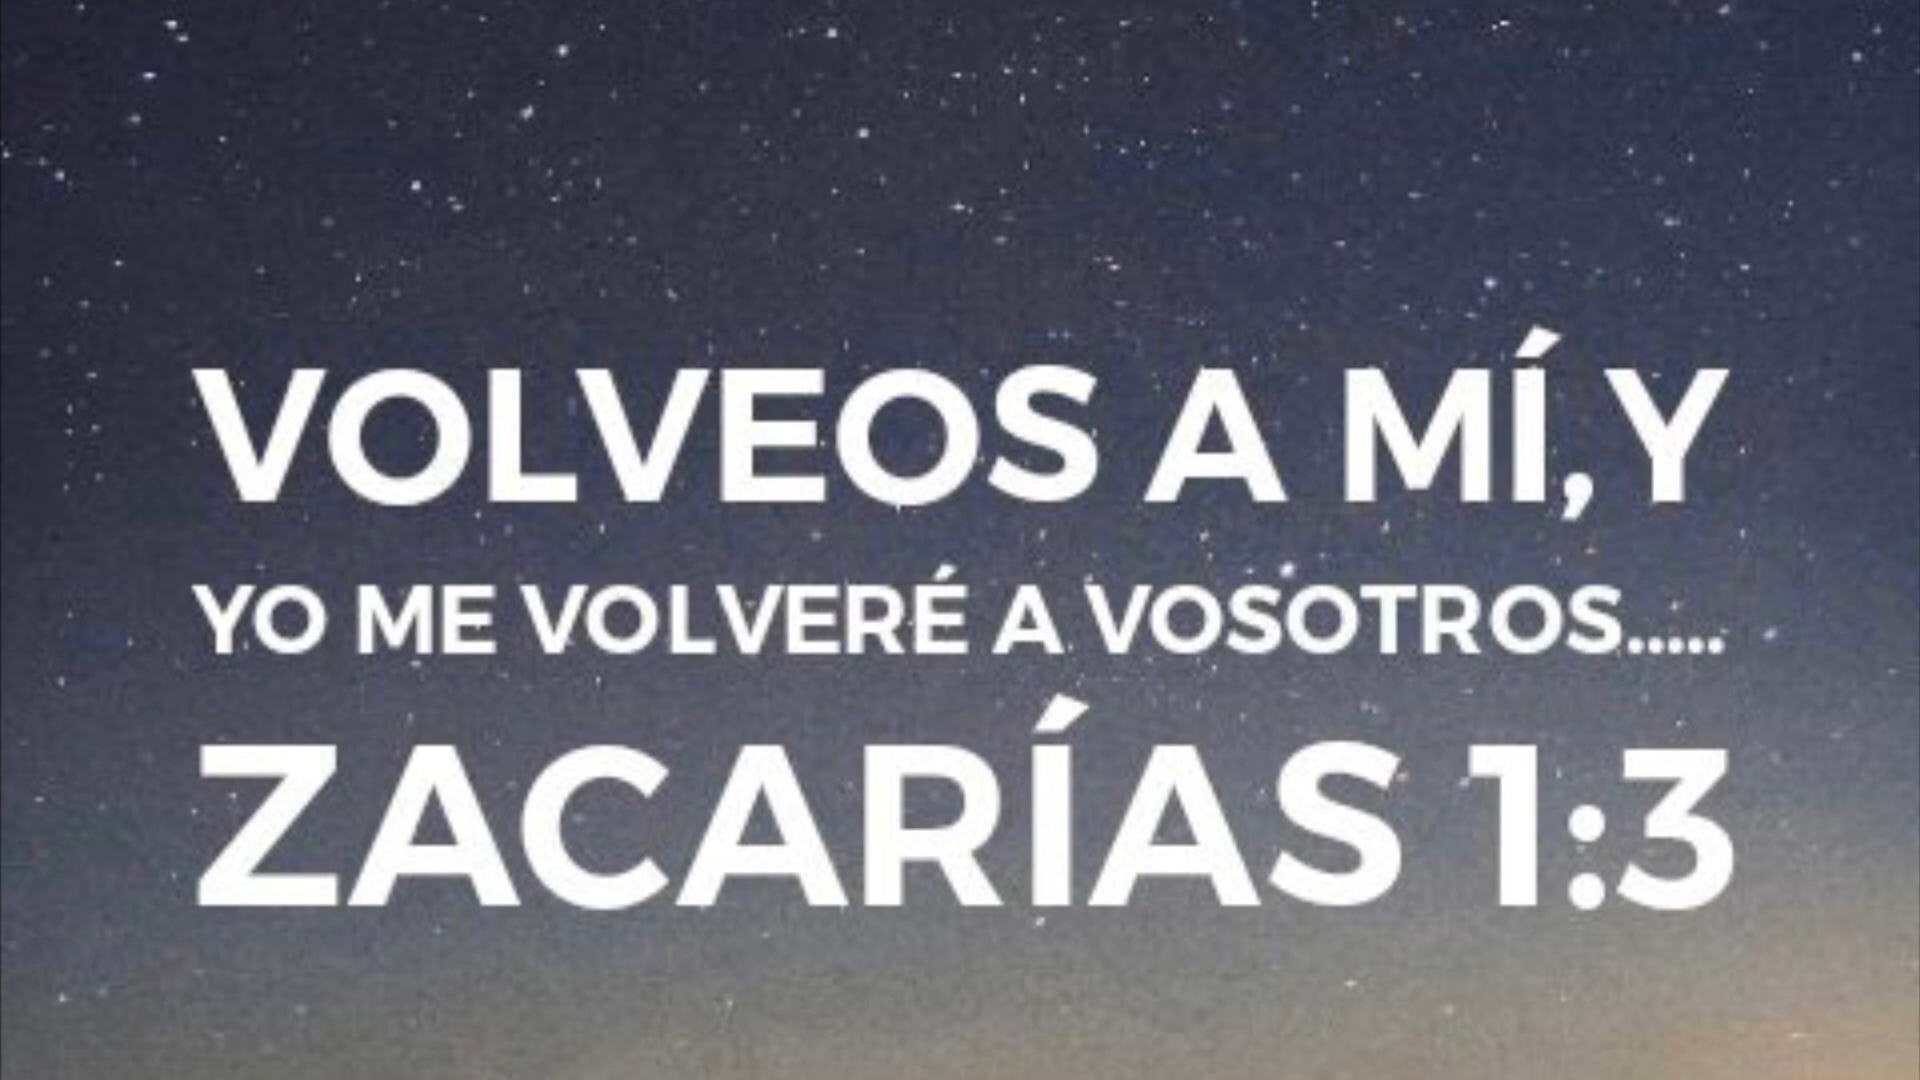 VOLVEOS A MÍ,Y
YO ME VOLVERÉ A VOSOTROS.....
ZACARÍAS 1:3